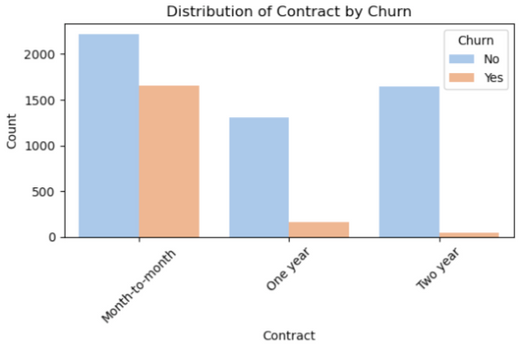 Distribution of Contract by Churn
Churn
No
Yes
2000
1500
1000
500
0
Count
Month-to-month
One year
Two year
Contract